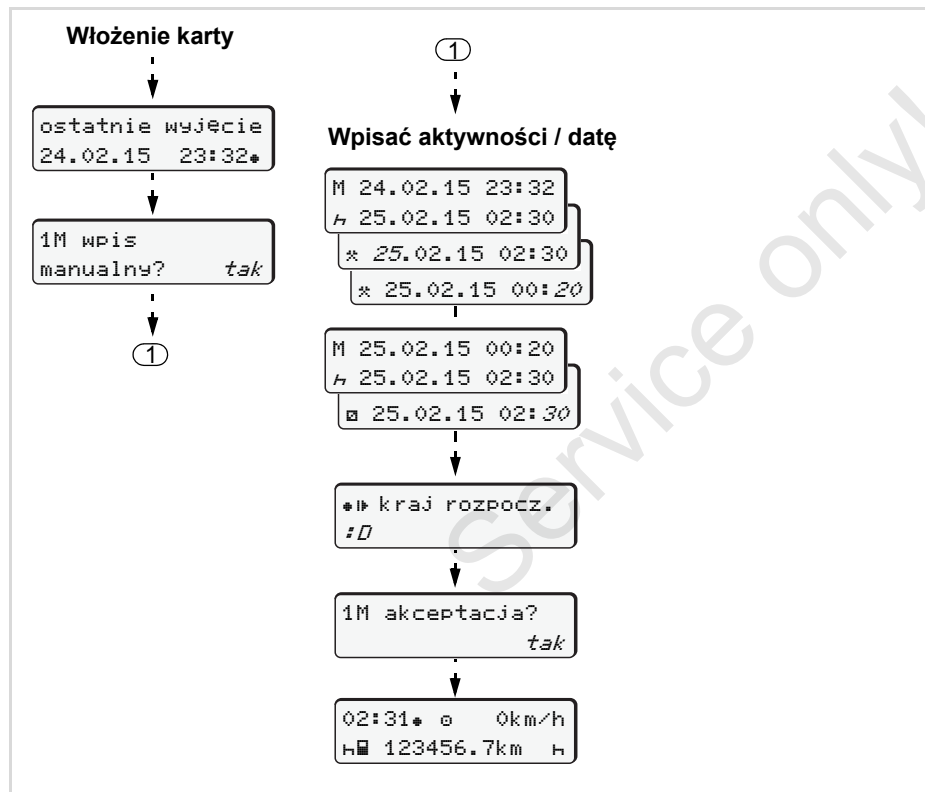 Włożenie karty
ostatnie wyjęcie
24.02.15 23:32
1M wpis
manualny? tak
1
1
Wpisać aktywności / datę
M 24.02.15 23:32
25.02.15 02:30
25.02.15 02:30
25.02.15 00:20
M 25.02.15 00:20
25.02.15 02:30
25.02.15 02:30
kraj rozpocz.
:D
1M akceptacja?
tak
02:31 0km/h
123456.7km
Service only!